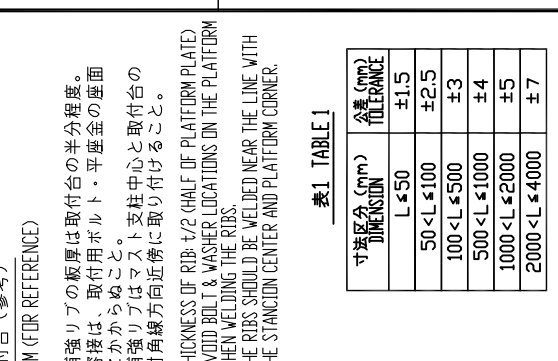 付台 (参考)
M (FOR REFERENCE)
強リブの板厚は取付台の半分程度。
接は、取付用ボルト・平座金の座面
かからぬこと。
強リブはマスト支柱中心と取付台の
角線方向近傍に取り付けること。
HICKNESS OF RIB: t/2 (HALF OF PLATFORM PLATE)
VOID BOLT & WASHER LOCATIONS ON THE PLATFORM
HEN WELDING THE RIBS.
HE RIBS SHOULD BE WELDED NEAR THE LINE WITH
HE STANCION CENTER AND PLATFORM CORNER.
表1 TABLE 1
寸法区分 (mm) 公差 (mm)
DIMENSION TOLERANCE
L ≦50 ±1.5
50<L ≦100 ±2.5
100<L ≦500 ±3
500<L ≦1000 ±4
1000<L ≦2000 ±5
2000<L ≦4000 ±7